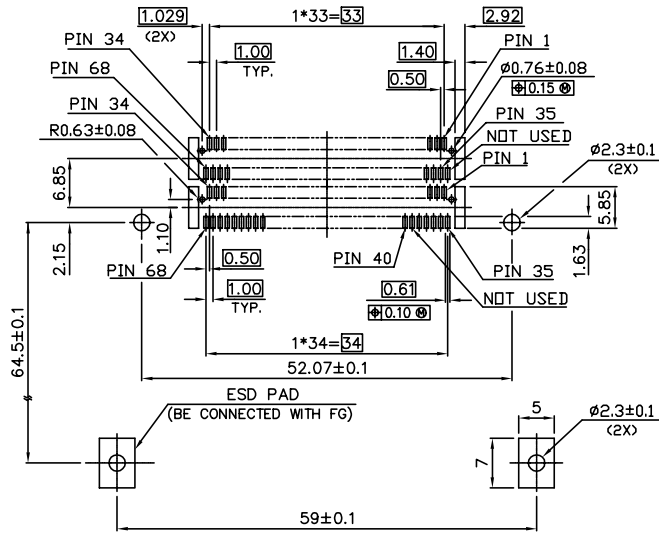 1.029
(2X)
1*33=33
2.92
PIN 34
1.00
TYP.
1.40
PIN 1
PIN 68
0.50
Ø0.76±0.08
⌖ 0.15 Ⓜ
PIN 34
PIN 35
R0.63±0.08
NOT USED
PIN 1
Ø2.3±0.1
(2X)
6.85
5.85
1.10
2.15
1.63
PIN 68
0.50
PIN 40
PIN 35
1.00
TYP.
0.61
NOT USED
⌖ 0.10 Ⓜ
1*34=34
64.5±0.1
52.07±0.1
ESD PAD
(BE CONNECTED WITH FG)
5
Ø2.3±0.1
(2X)
7
59±0.1